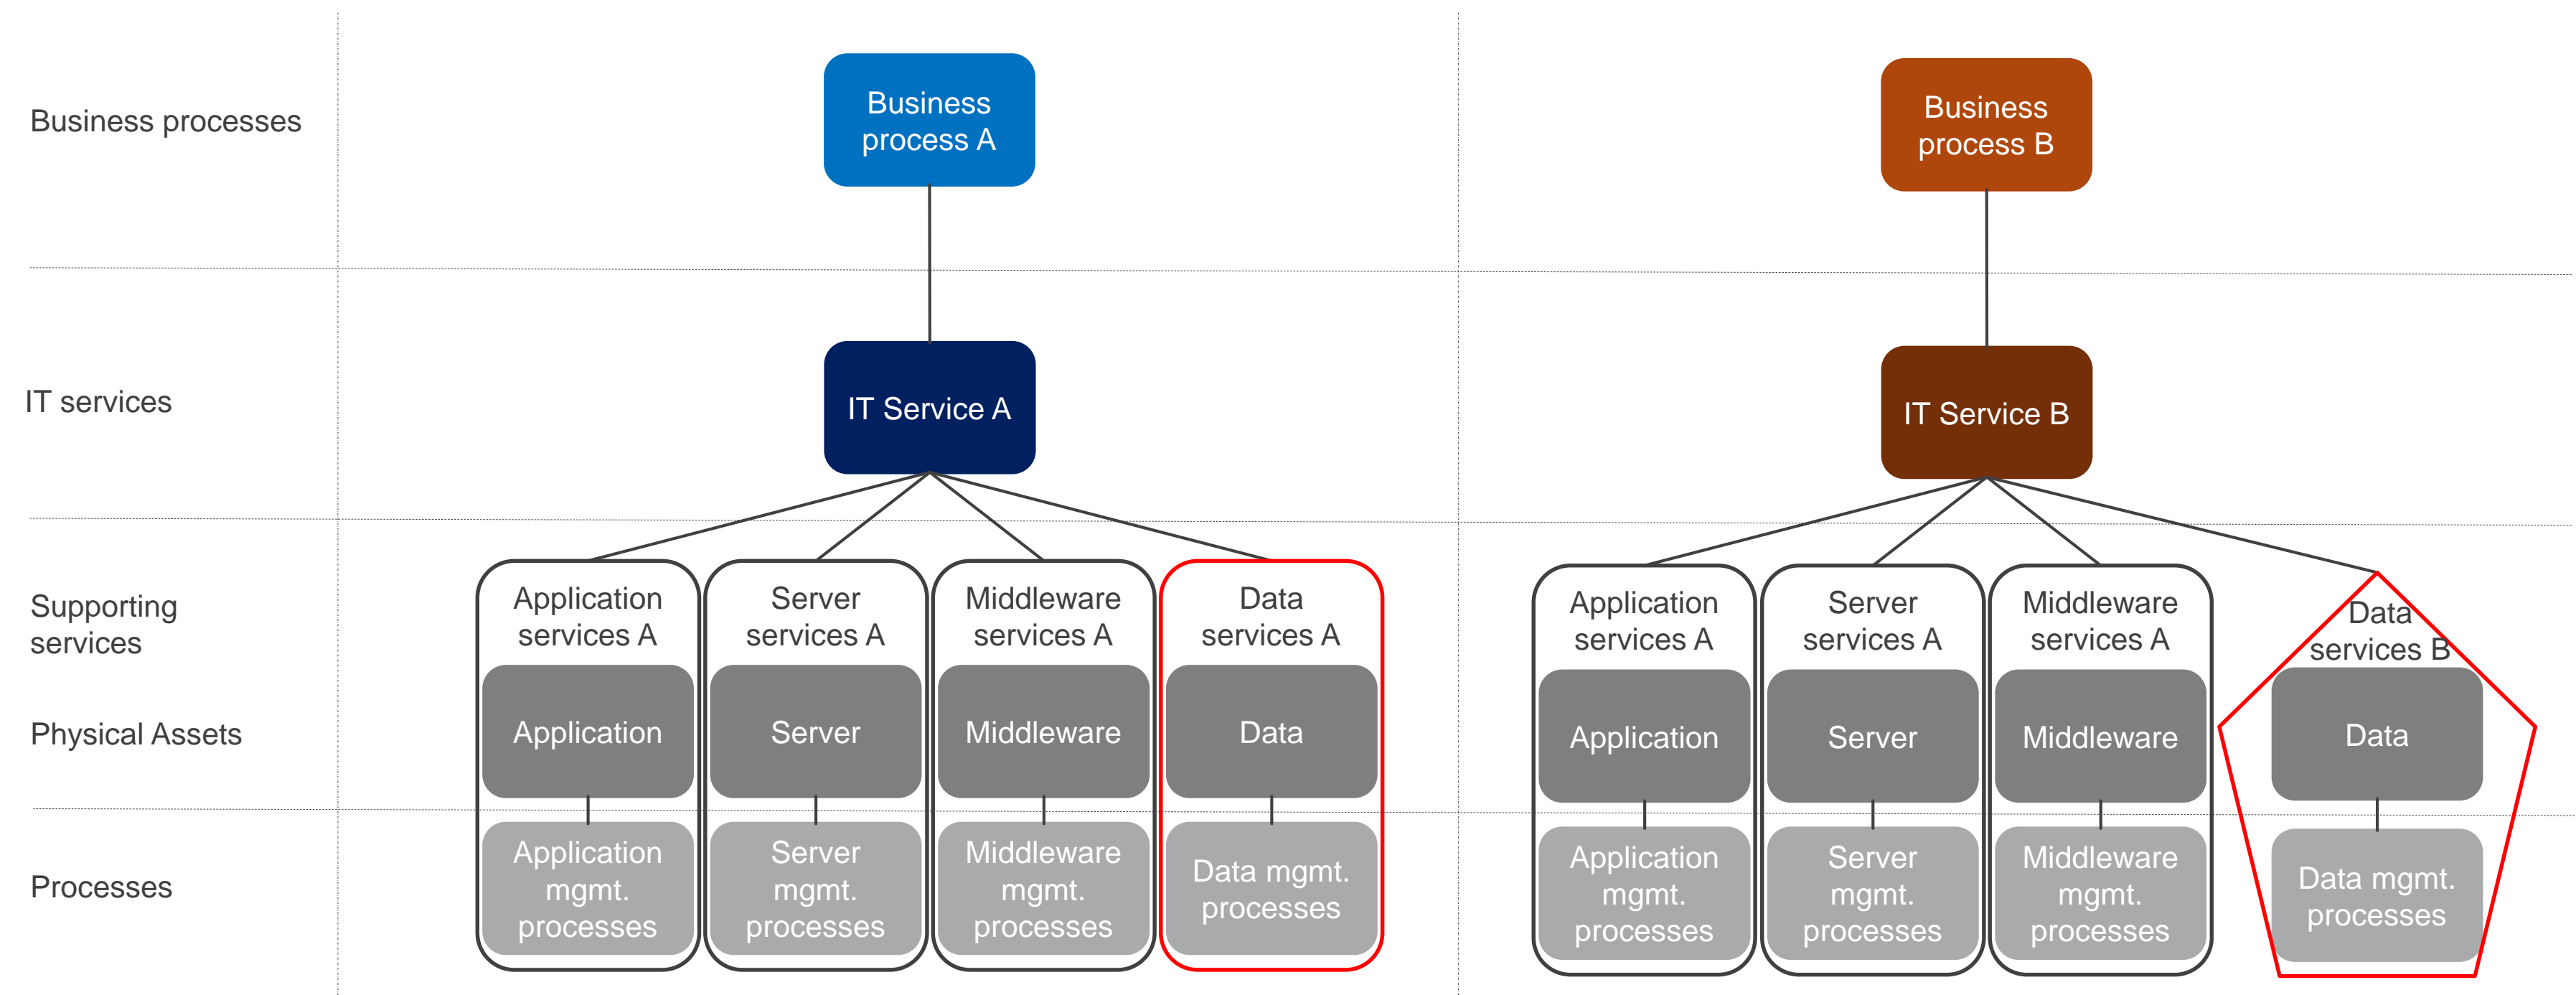 Business processes
Business
process A
Business
process B
IT services
IT Service A
IT Service B
Supporting
services
Application
services A
Server
services A
Middleware
services A
Data
services A
Application
services A
Server
services A
Middleware
services A
Data
services B
Physical Assets
Application
Server
Middleware
Data
Application
Server
Middleware
Data
Processes
Application
mgmt.
processes
Server
mgmt.
processes
Middleware
mgmt.
processes
Data mgmt.
processes
Application
mgmt.
processes
Server
mgmt.
processes
Middleware
mgmt.
processes
Data mgmt.
processes